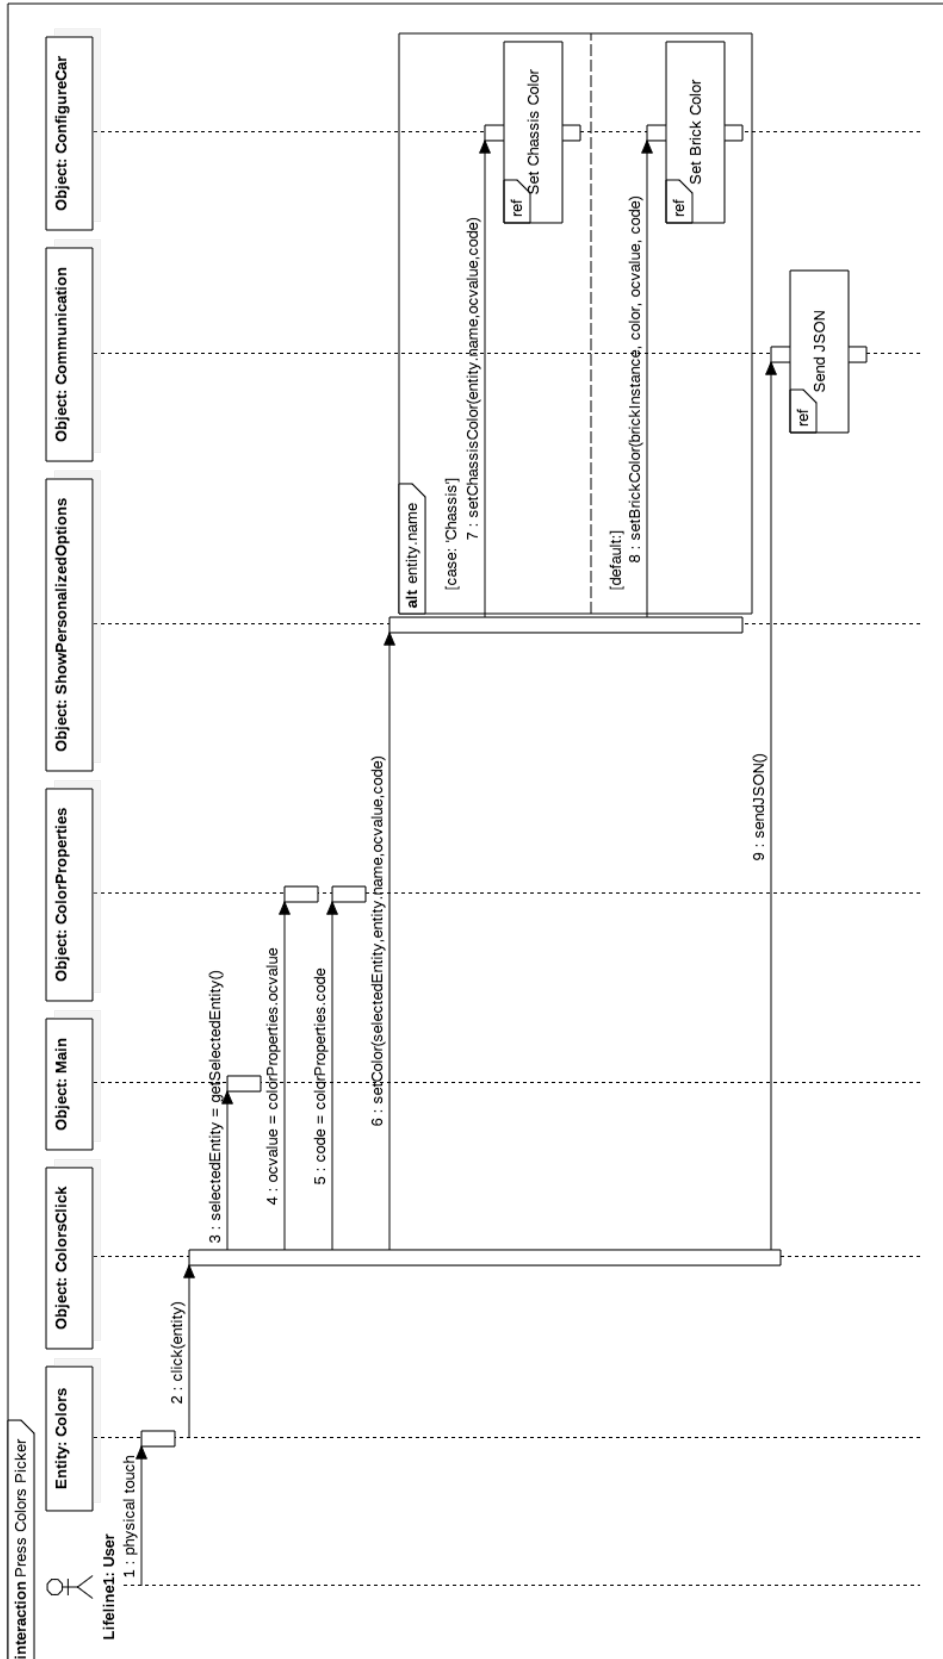 interaction Press Colors Picker
Lifeline1: User
Entity: Colors
Object: ColorsClick
Object: Main
Object: ColorProperties
Object: ShowPersonalizedOptions
Object: Communication
Object: ConfigureCar
1 : physical touch
2 : click(entity)
3 : selectedEntity = getSelectedEntity()
4 : ocvalue = colorProperties.ocvalue
5 : code = colorProperties.code
6 : setColor(selectedEntity,entity.name,ocvalue,code)
alt entity.name
[case: 'Chassis']
7 : setChassisColor(entity.name,ocvalue,code)
ref
Set Chassis Color
[default:]
8 : setBrickColor(brickInstance, color, ocvalue, code)
ref
Set Brick Color
9 : sendJSON()
ref
Send JSON